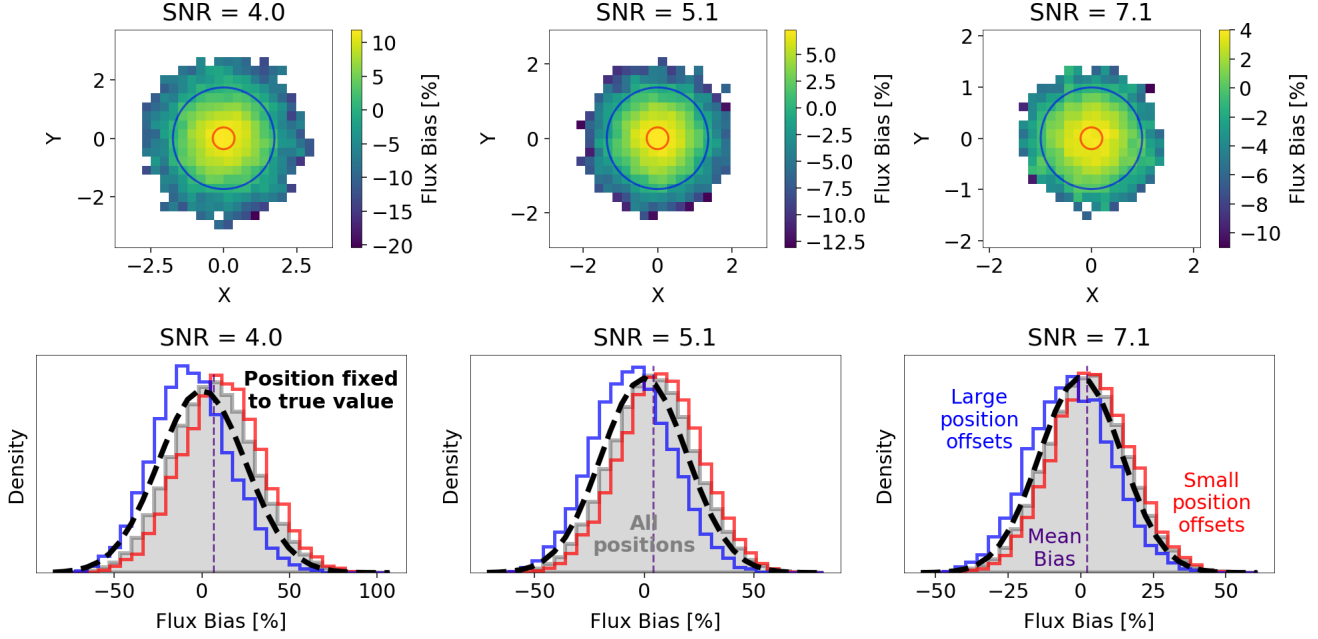 SNR = 4.0
2
0
−2
Y
−2.5
0.0
2.5
X
10
5
0
−5
−10
−15
−20
Flux Bias [%]
SNR = 5.1
2
0
−2
Y
−2
0
2
X
5.0
2.5
0.0
−2.5
−5.0
−7.5
−10.0
−12.5
Flux Bias [%]
SNR = 7.1
2
1
0
−1
−2
Y
−2
0
2
X
4
2
0
−2
−4
−6
−8
−10
Flux Bias [%]
SNR = 4.0
Density
Position fixed
to true value
−50
0
50
100
Flux Bias [%]
SNR = 5.1
Density
All
positions
−50
0
50
Flux Bias [%]
SNR = 7.1
Density
Large
position
offsets
Small
position
offsets
Mean
Bias
−50
−25
0
25
50
Flux Bias [%]